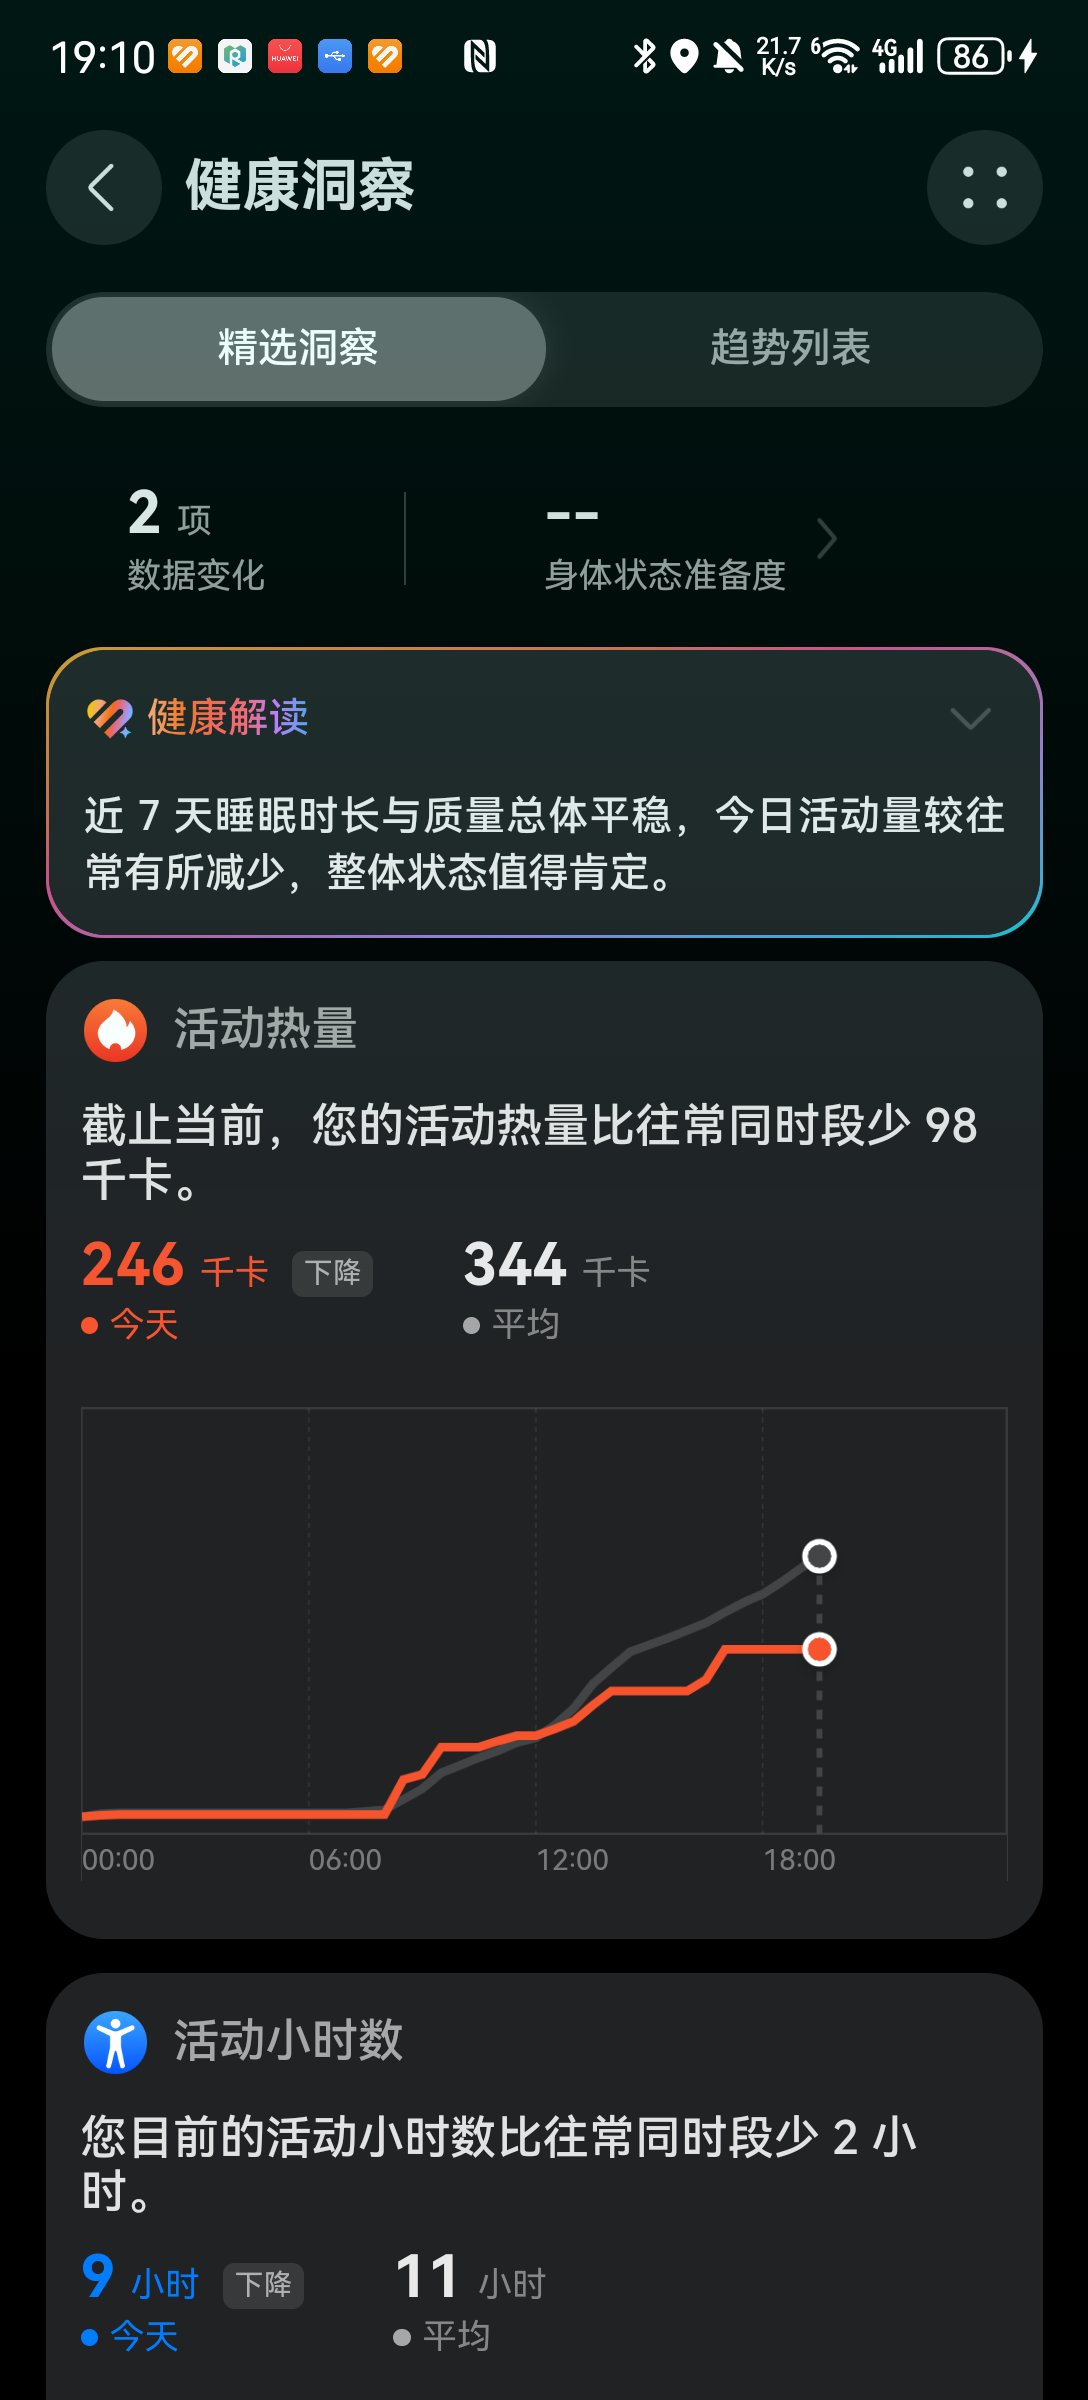 19:10
HUAWEI
21.7 K/s
6
4G
86
健康洞察
精选洞察 趋势列表
2 项 --
数据变化 身体状态准备度
健康解读
近 7 天睡眠时长与质量总体平稳，今日活动量较往
常有所减少，整体状态值得肯定。
活动热量
截止当前，您的活动热量比往常同时段少 98
千卡。
246 千卡 下降 344 千卡
今天 平均
00:00 06:00 12:00 18:00
活动小时数
您目前的活动小时数比往常同时段少 2 小
时。
9 小时 下降 11 小时
今天 平均